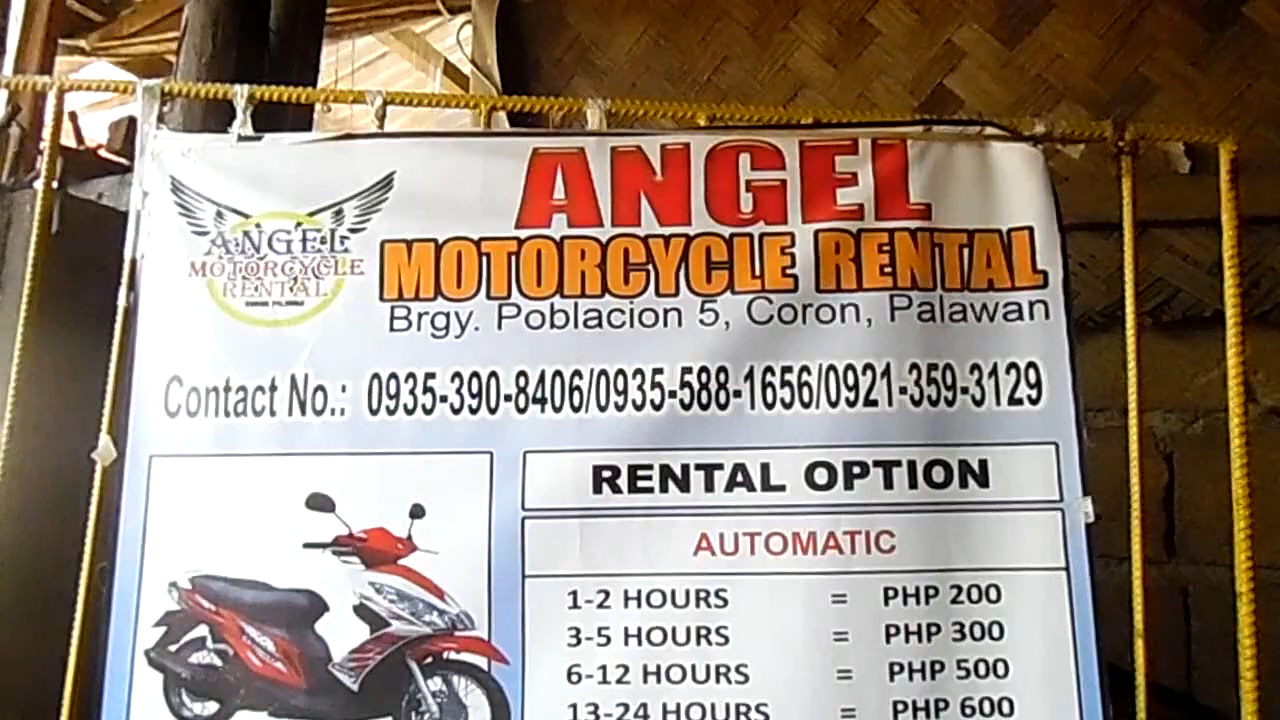 ANGEL
MOTORCYCLE RENTAL
Brgy. Poblacion 5, Coron, Palawan
ANGEL
MOTORCYCLE
RENTAL
Contact No.: 0935-390-8406/0935-588-1656/0921-359-3129
RENTAL OPTION
AUTOMATIC
1-2 HOURS = PHP 200
3-5 HOURS = PHP 300
6-12 HOURS = PHP 500
13-24 HOURS = PHP 600